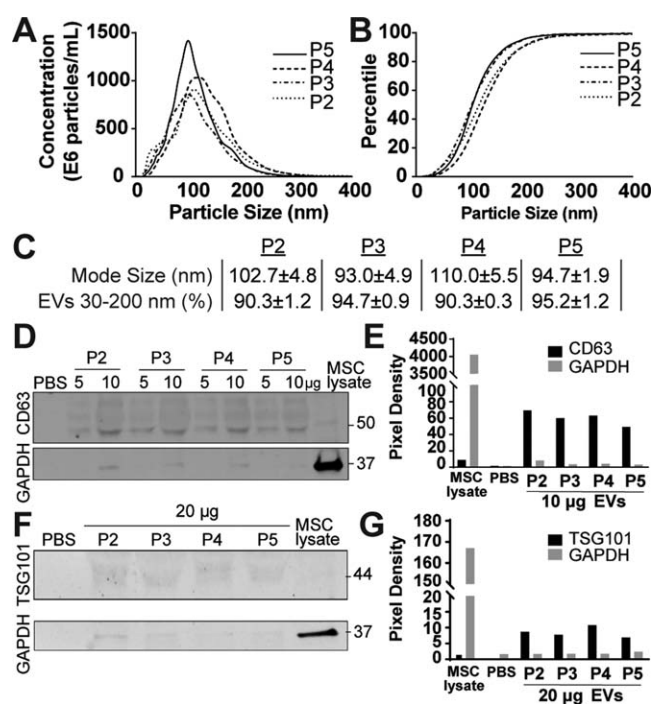 A
Concentration
(E6 particles/mL)
1500
1000
500
0
0 100 200 300 400
Particle Size (nm)
P5
P4
P3
P2
B
Percentile
100
80
60
40
20
0
0 100 200 300 400
Particle Size (nm)
P5
P4
P3
P2
C
P2 P3 P4 P5
Mode Size (nm) 102.7±4.8 93.0±4.9 110.0±5.5 94.7±1.9
EVs 30-200 nm (%) 90.3±1.2 94.7±0.9 90.3±0.3 95.2±1.2
D
P2 P3 P4 P5 MSC
PBS 5 10 5 10 5 10 5 10 µg lysate
CD63
50
GAPDH
37
E
Pixel Density
4500
4000
3500
3000
100
80
60
40
20
0
CD63
GAPDH
MSC
lysate
PBS P2 P3 P4 P5
10 µg EVs
F
20 µg
PBS P2 P3 P4 P5 MSC
lysate
TSG101
44
GAPDH
37
G
Pixel Density
180
170
160
150
20
15
10
5
0
TSG101
GAPDH
MSC
lysate
PBS P2 P3 P4 P5
20 µg EVs